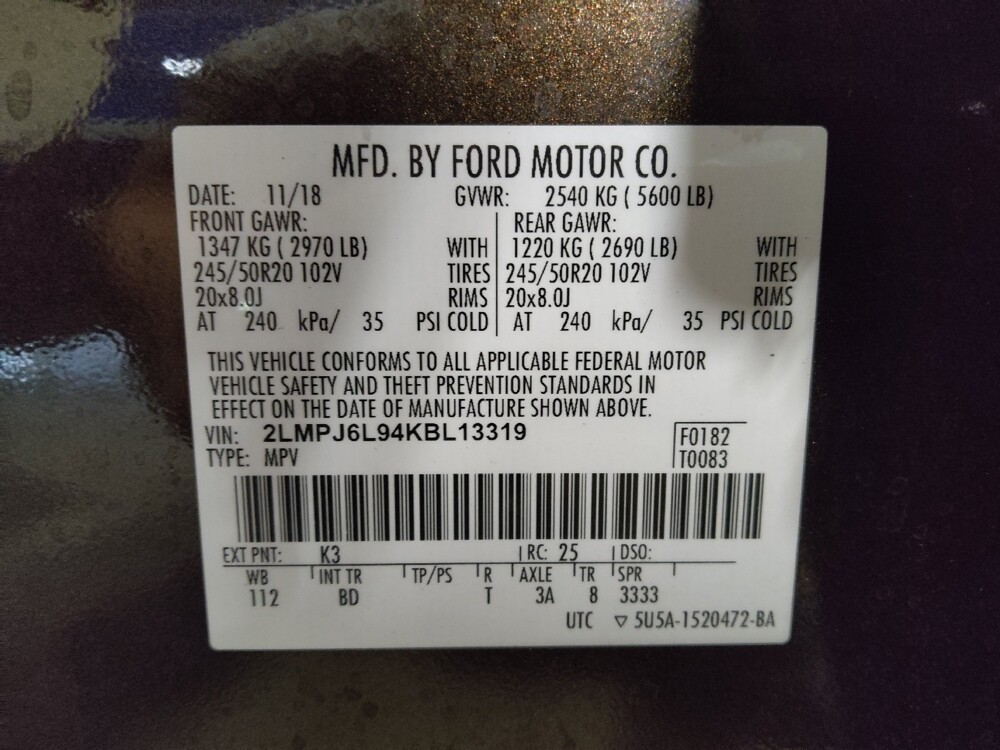 MFD. BY FORD MOTOR CO.
DATE: 11/18 GVWR: 2540 KG ( 5600 LB)
FRONT GAWR: REAR GAWR:
1347 KG ( 2970 LB) WITH 1220 KG ( 2690 LB) WITH
245/50R20 102V TIRES 245/50R20 102V TIRES
20x8.0J RIMS 20x8.0J RIMS
AT 240 kPa/ 35 PSI COLD AT 240 kPa/ 35 PSI COLD
THIS VEHICLE CONFORMS TO ALL APPLICABLE FEDERAL MOTOR
VEHICLE SAFETY AND THEFT PREVENTION STANDARDS IN
EFFECT ON THE DATE OF MANUFACTURE SHOWN ABOVE.
VIN: 2LMPJ6L94KBL13319 F0182
TYPE: MPV T0083
EXT PNT: K3 RC: 25 DSO:
WB INT TR TP/PS R AXLE TR SPR
112 BD T 3A 8 3333
UTC ▽ 5U5A-1520472-BA